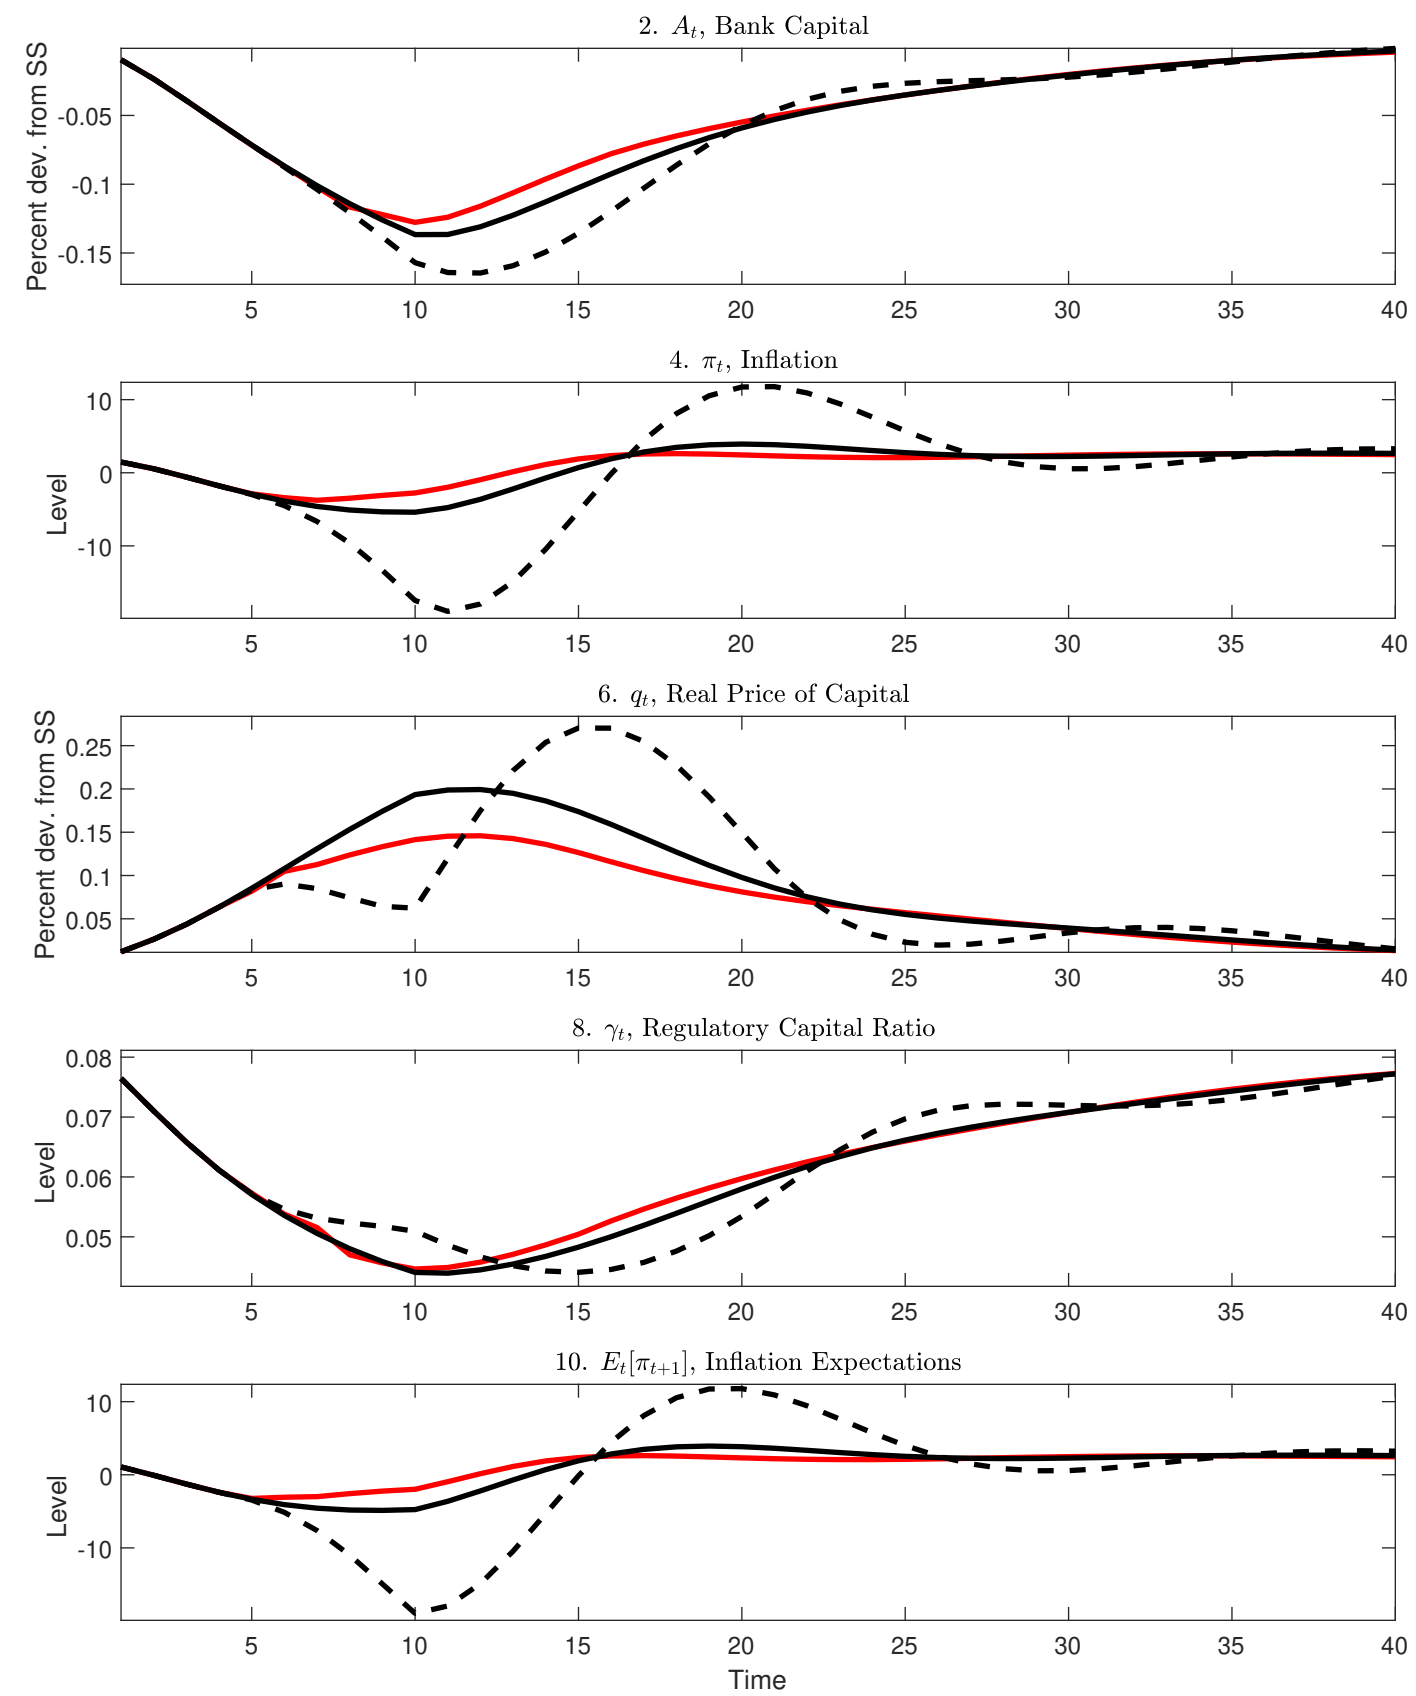 2. A_t, Bank Capital
Percent dev. from SS
-0.05
-0.1
-0.15
5 10 15 20 25 30 35 40
4. π_t, Inflation
Level
10
0
-10
5 10 15 20 25 30 35 40
6. q_t, Real Price of Capital
Percent dev. from SS
0.25
0.2
0.15
0.1
0.05
5 10 15 20 25 30 35 40
8. γ_t, Regulatory Capital Ratio
Level
0.08
0.07
0.06
0.05
5 10 15 20 25 30 35 40
10. E_t[π_{t+1}], Inflation Expectations
Level
10
0
-10
5 10 15 20 25 30 35 40
Time